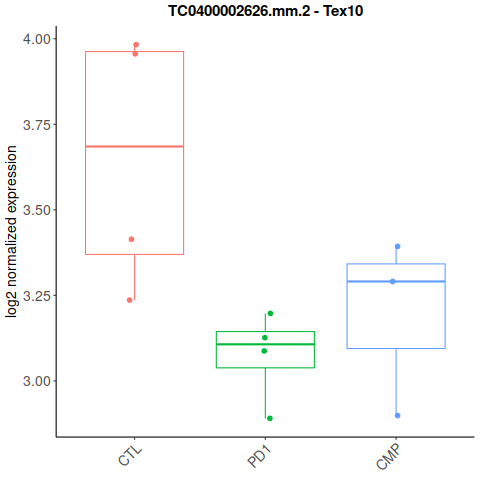 TC0400002626.mm.2 - Tex10
log2 normalized expression
4.00
3.75
3.50
3.25
3.00
CTL
PD1
CMP